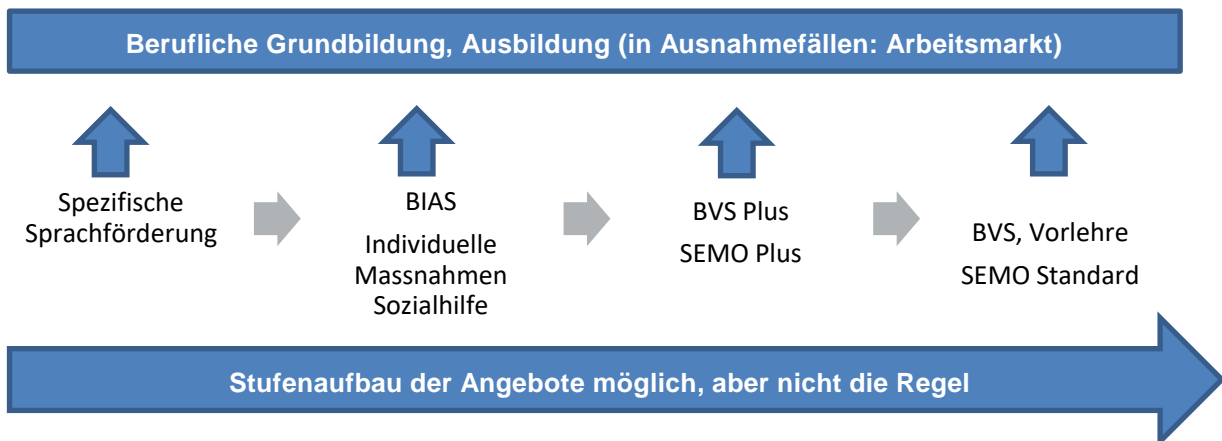 Berufliche Grundbildung, Ausbildung (in Ausnahmefällen: Arbeitsmarkt)
Spezifische
Sprachförderung
BIAS
Individuelle
Massnahmen
Sozialhilfe
BVS Plus
SEMO Plus
BVS, Vorlehre
SEMO Standard
Stufenaufbau der Angebote möglich, aber nicht die Regel